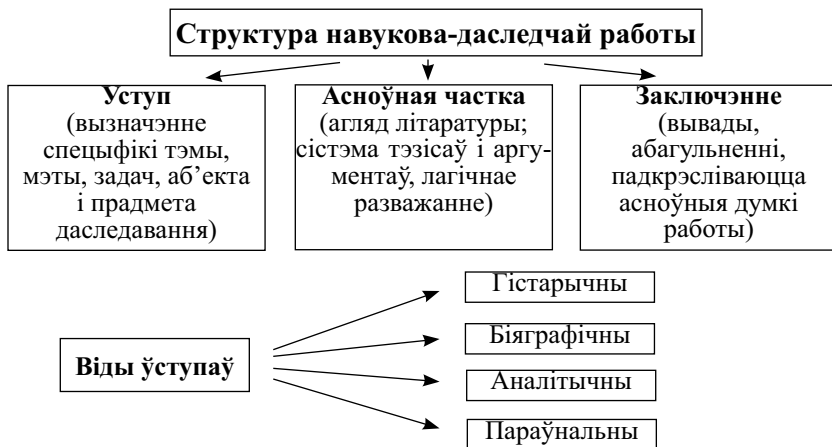 Структура навукова-даследчай работы
Уступ
(вызначэнне
спецыфікі тэмы,
мэты, задач, аб’екта
і прадмета
даследавання)
Асноўная частка
(агляд літаратуры;
сістэма тэзісаў і аргу-
ментаў, лагічнае
разважанне)
Заключэнне
(вывады,
абагульненні,
падкрэсліваюцца
асноўныя думкі
работы)
Віды ўступаў
Гістарычны
Біяграфічны
Аналітычны
Параўнальны